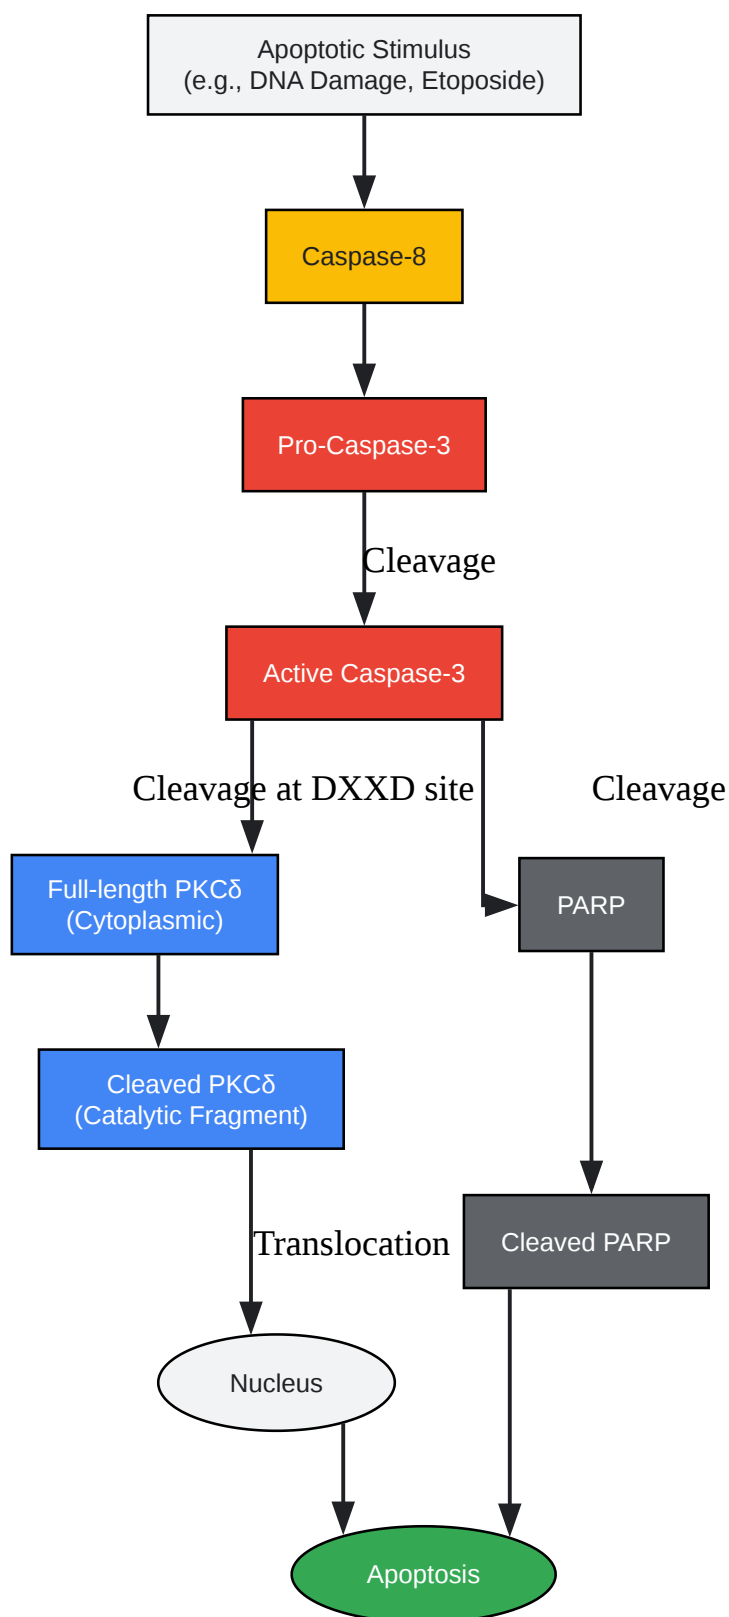 Apoptotic Stimulus
(e.g., DNA Damage, Etoposide)
Caspase-8
Pro-Caspase-3
Cleavage
Active Caspase-3
Cleavage at DXXD site
Cleavage
Full-length PKCδ
(Cytoplasmic)
PARP
Cleaved PKCδ
(Catalytic Fragment)
Translocation
Cleaved PARP
Nucleus
Apoptosis